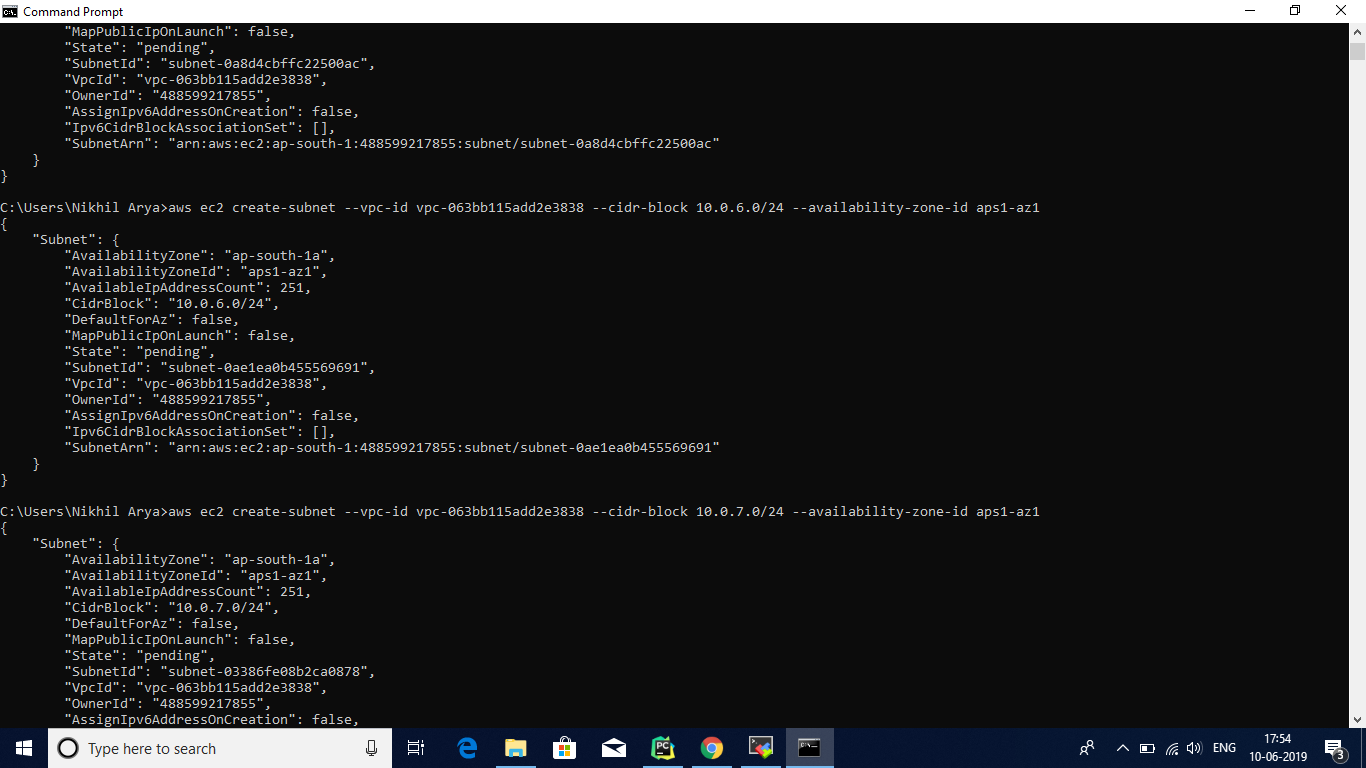 Command Prompt
"MapPublicIpOnLaunch": false,
"State": "pending",
"SubnetId": "subnet-0a8d4cbffc22500ac",
"VpcId": "vpc-063bb115add2e3838",
"OwnerId": "488599217855",
"AssignIpv6AddressOnCreation": false,
"Ipv6CidrBlockAssociationSet": [],
"SubnetArn": "arn:aws:ec2:ap-south-1:488599217855:subnet/subnet-0a8d4cbffc22500ac"
}
}
C:\Users\Nikhil Arya>aws ec2 create-subnet --vpc-id vpc-063bb115add2e3838 --cidr-block 10.0.6.0/24 --availability-zone-id aps1-az1
{
"Subnet": {
"AvailabilityZone": "ap-south-1a",
"AvailabilityZoneId": "aps1-az1",
"AvailableIpAddressCount": 251,
"CidrBlock": "10.0.6.0/24",
"DefaultForAz": false,
"MapPublicIpOnLaunch": false,
"State": "pending",
"SubnetId": "subnet-0ae1ea0b455569691",
"VpcId": "vpc-063bb115add2e3838",
"OwnerId": "488599217855",
"AssignIpv6AddressOnCreation": false,
"Ipv6CidrBlockAssociationSet": [],
"SubnetArn": "arn:aws:ec2:ap-south-1:488599217855:subnet/subnet-0ae1ea0b455569691"
}
}
C:\Users\Nikhil Arya>aws ec2 create-subnet --vpc-id vpc-063bb115add2e3838 --cidr-block 10.0.7.0/24 --availability-zone-id aps1-az1
{
"Subnet": {
"AvailabilityZone": "ap-south-1a",
"AvailabilityZoneId": "aps1-az1",
"AvailableIpAddressCount": 251,
"CidrBlock": "10.0.7.0/24",
"DefaultForAz": false,
"MapPublicIpOnLaunch": false,
"State": "pending",
"SubnetId": "subnet-03386fe08b2ca0878",
"VpcId": "vpc-063bb115add2e3838",
"OwnerId": "488599217855",
"AssignIpv6AddressOnCreation": false,
Type here to search
ENG
17:54
10-06-2019
3